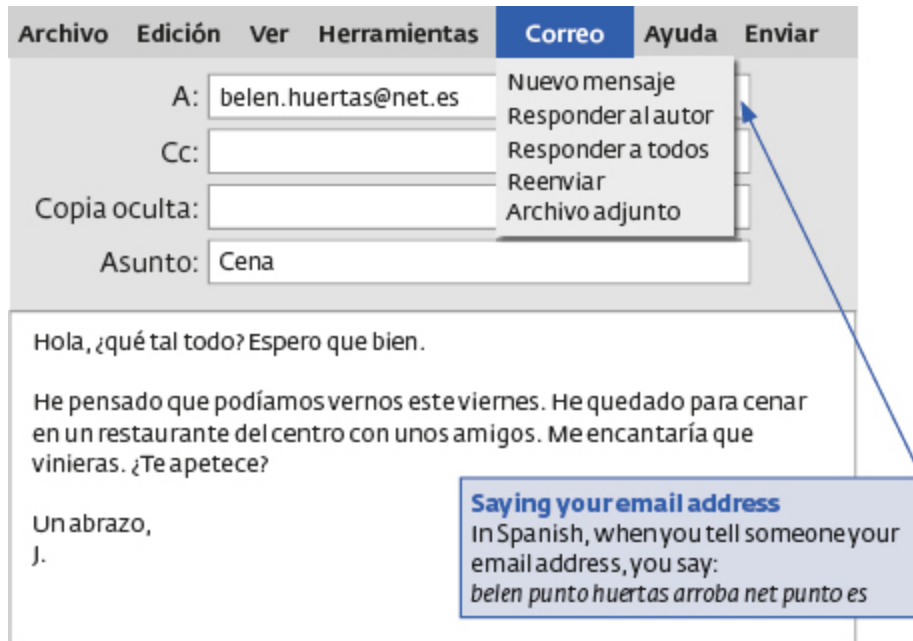 Archivo Edición Ver Herramientas Correo Ayuda Enviar
Nuevo mensaje
Responder al autor
Responder a todos
Reenviar
Archivo adjunto
A: belen.huertas@net.es
Cc:
Copia oculta:
Asunto: Cena
Hola, ¿qué tal todo? Espero que bien.
He pensado que podíamos vernos este viernes. He quedado para cenar
en un restaurante del centro con unos amigos. Me encantaría que
vinieras. ¿Te apetece?
Un abrazo,
J.
Saying your email address
In Spanish, when you tell someone your
email address, you say:
belen punto huertas arroba net punto es